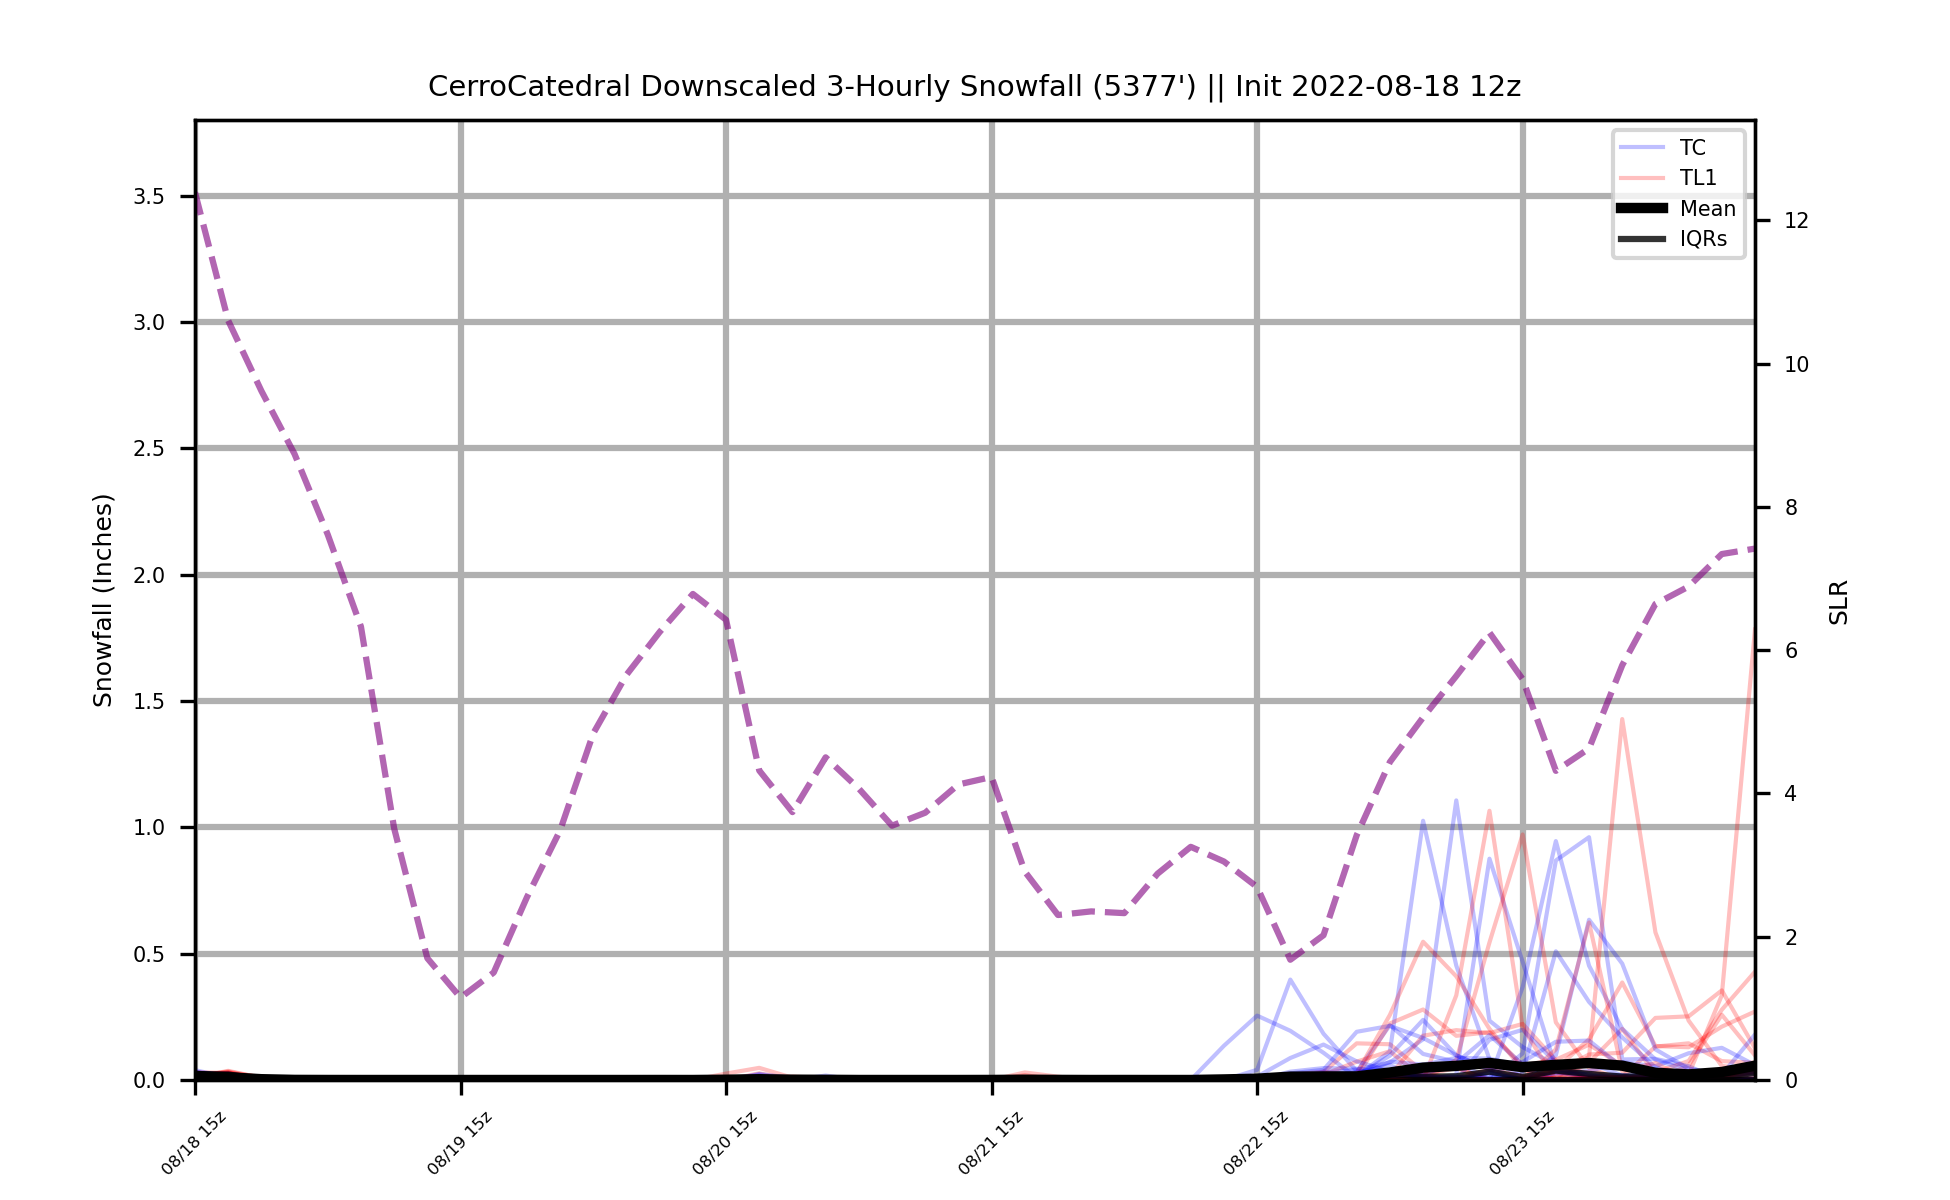 CerroCatedral Downscaled 3-Hourly Snowfall (5377') || Init 2022-08-18 12z
TC
TL1
Mean
IQRs
Snowfall (Inches)
3.5
3.0
2.5
2.0
1.5
1.0
0.5
0.0
12
10
8
6
4
2
0
SLR
08/18 15z
08/19 15z
08/20 15z
08/21 15z
08/22 15z
08/23 15z